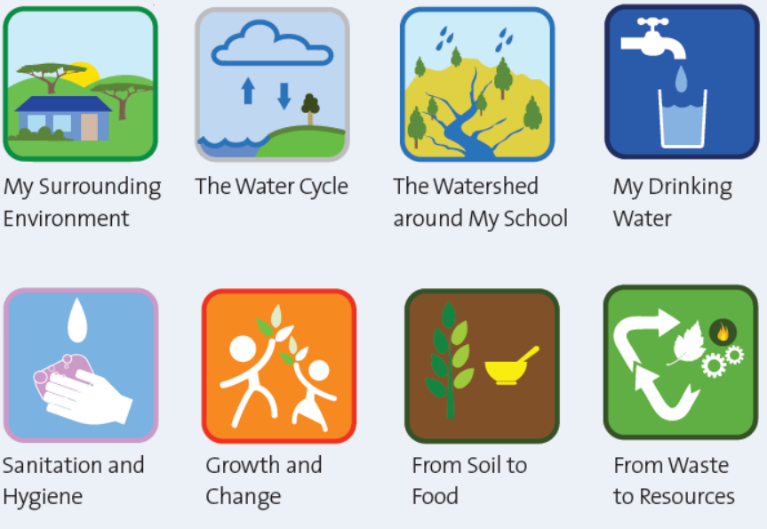 My Surrounding
Environment
The Water Cycle
The Watershed
around My School
My Drinking
Water
Sanitation and
Hygiene
Growth and
Change
From Soil to
Food
From Waste
to Resources